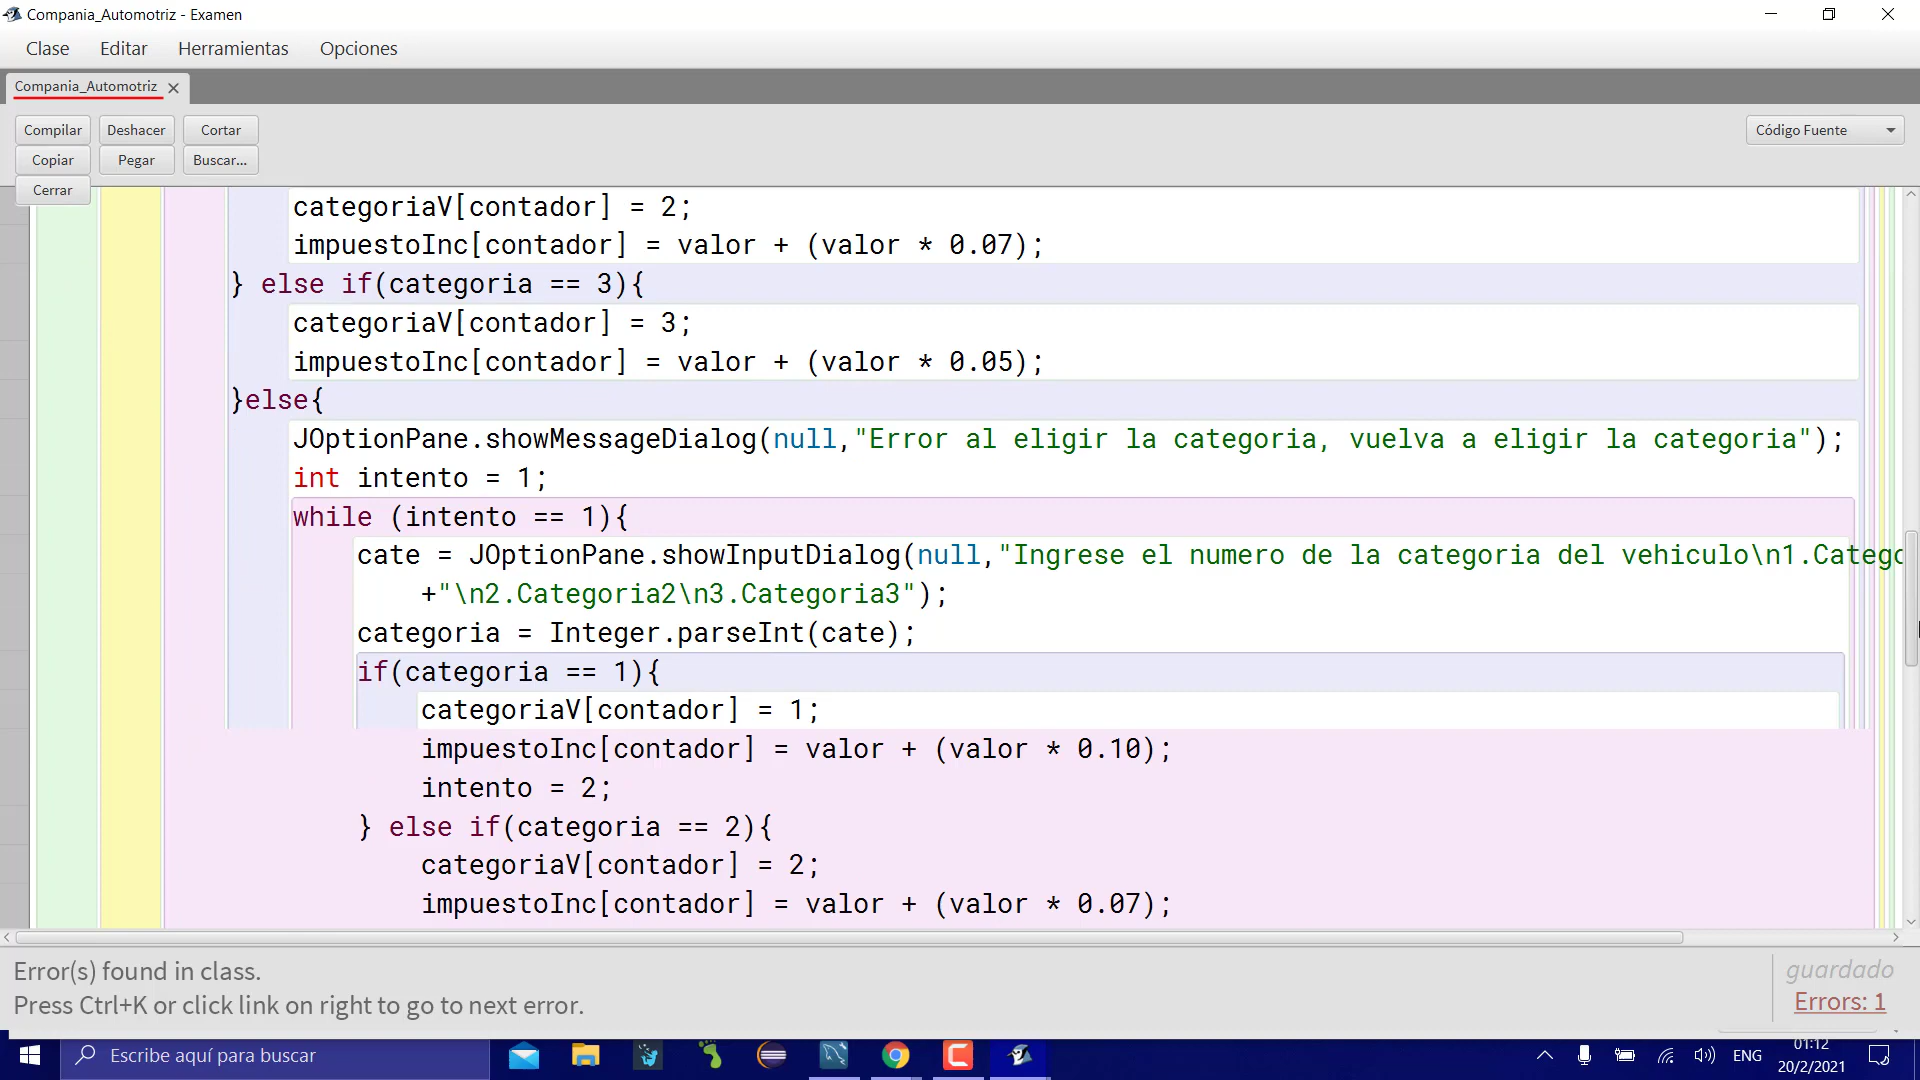 Compania_Automotriz - Examen
Clase Editar Herramientas Opciones
Compania_Automotriz
Compilar Deshacer Cortar
Código Fuente
Copiar Pegar Buscar...
Cerrar
categoriaV[contador] = 2;
impuestoInc[contador] = valor + (valor * 0.07);
} else if(categoria == 3){
categoriaV[contador] = 3;
impuestoInc[contador] = valor + (valor * 0.05);
}else{
JOptionPane.showMessageDialog(null,"Error al eligir la categoria, vuelva a eligir la categoria");
int intento = 1;
while (intento == 1){
cate = JOptionPane.showInputDialog(null,"Ingrese el numero de la categoria del vehiculo\n1.Catego
+"\n2.Categoria2\n3.Categoria3");
categoria = Integer.parseInt(cate);
if(categoria == 1){
categoriaV[contador] = 1;
impuestoInc[contador] = valor + (valor * 0.10);
intento = 2;
} else if(categoria == 2){
categoriaV[contador] = 2;
impuestoInc[contador] = valor + (valor * 0.07);
Error(s) found in class.
Press Ctrl+K or click link on right to go to next error.
guardado
Errors: 1
Escribe aquí para buscar
ENG
01:12
20/2/2021